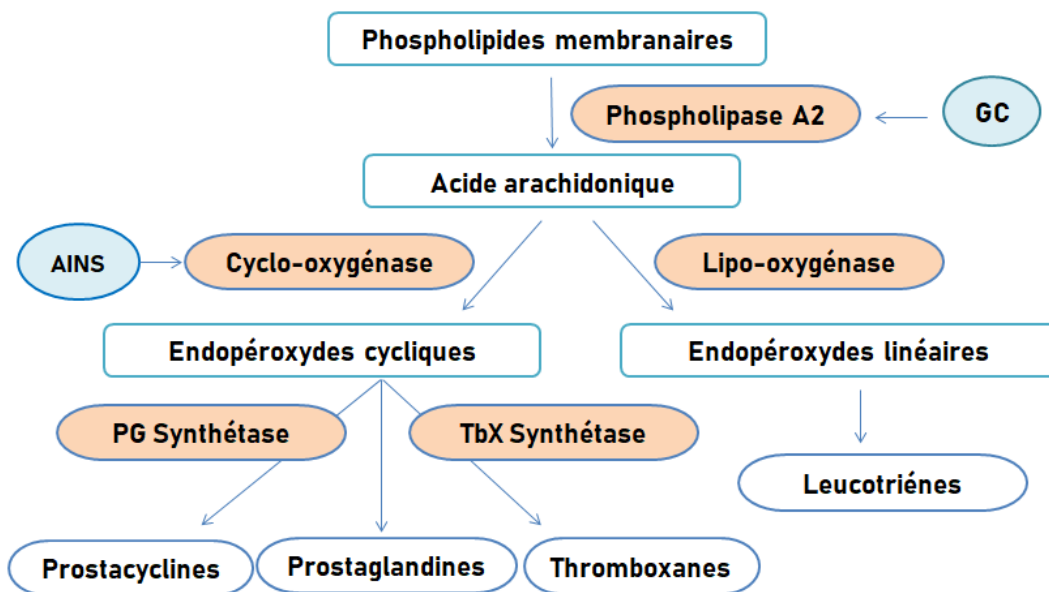 Phospholipides membranaires
Phospholipase A2
GC
Acide arachidonique
AINS
Cyclo-oxygénase
Lipo-oxygénase
Endopéroxydes cycliques
Endopéroxydes linéaires
PG Synthétase
TbX Synthétase
Leucotriénes
Prostacyclines
Prostaglandines
Thromboxanes